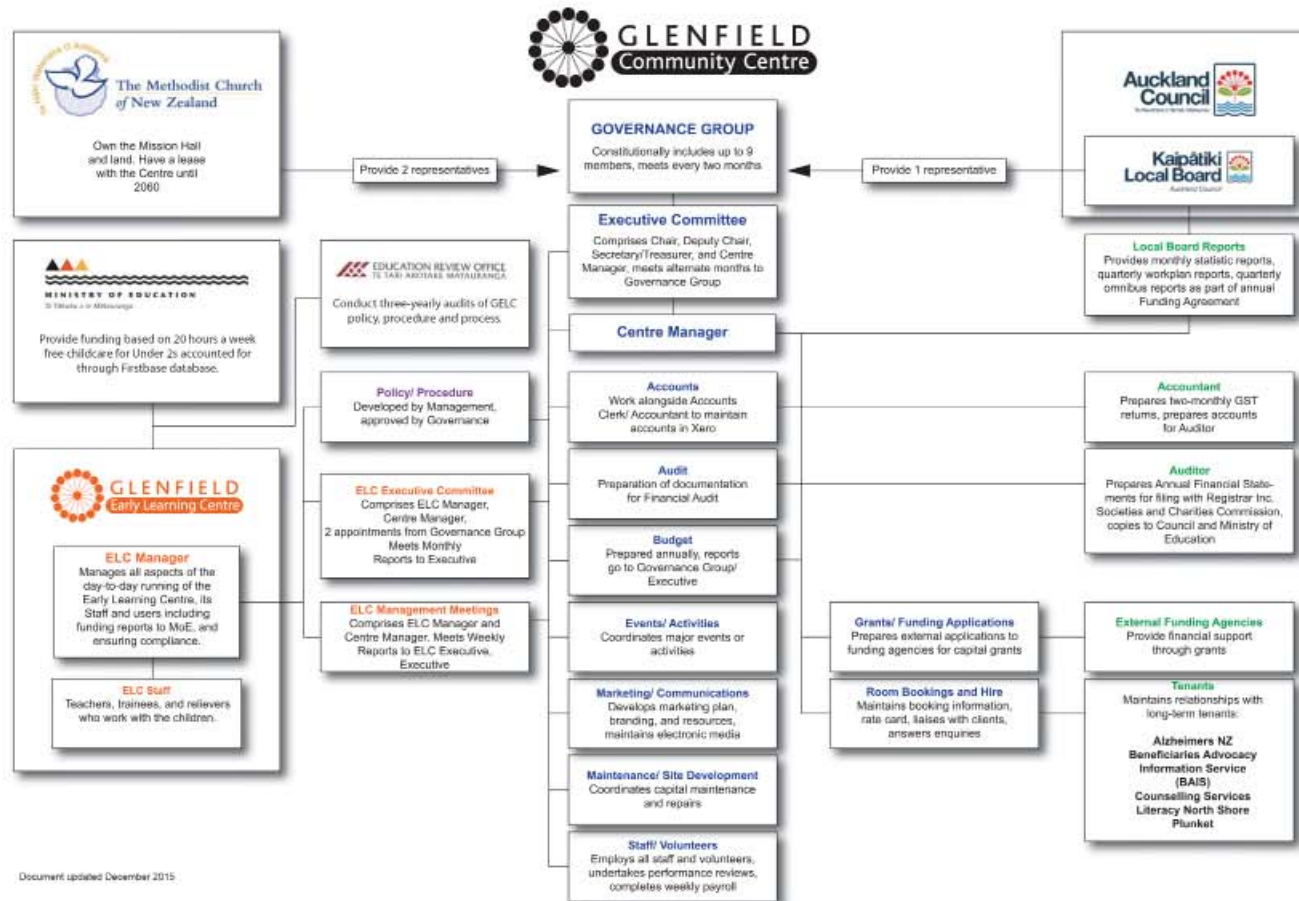 GLENFIELD
Community Centre
The Methodist Church
of New Zealand
Own the Mission Hall
and land. Have a lease
with the Centre until
2060
Provide 2 representatives
GOVERNANCE GROUP
Constitutionally includes up to 9
members, meets every two months
Provide 1 representative
Auckland
Council
Kaipātiki
Local Board
Auckland Council
Executive Committee
Comprises Chair, Deputy Chair,
Secretary/Treasurer, and Centre
Manager, meets alternate months to
Governance Group
Local Board Reports
Provides monthly statistic reports,
quarterly workplan reports, quarterly
omnibus reports as part of annual
Funding Agreement
MINISTRY OF EDUCATION
Provide funding based on 20 hours a week
free childcare for Under 2s accounted for
through Firstbase database.
EDUCATION REVIEW OFFICE
Conduct three-yearly audits of GELC
policy, procedure and process.
Centre Manager
Policy/ Procedure
Developed by Management,
approved by Governance
Accounts
Work alongside Accounts
Clerk/ Accountant to maintain
accounts in Xero
Accountant
Prepares two-monthly GST
returns, prepares accounts
for Auditor
GLENFIELD
Early Learning Centre
ELC Executive Committee
Comprises ELC Manager,
Centre Manager,
2 appointments from Governance Group
Meets Monthly
Reports to Executive
Audit
Preparation of documentation
for Financial Audit
Auditor
Prepares Annual Financial State-
ments for filing with Registrar Inc.
Societies and Charities Commission,
copies to Council and Ministry of
Education
ELC Manager
Manages all aspects of the
day-to-day running of the
Early Learning Centre, its
Staff and users including
funding reports to MoE, and
ensuring compliance.
Budget
Prepared annually, reports
go to Governance Group/
Executive
ELC Management Meetings
Comprises ELC Manager and
Centre Manager. Meets Weekly
Reports to ELC Executive,
Executive
Events/ Activities
Coordinates major events or
activities
Grants/ Funding Applications
Prepares external applications to
funding agencies for capital grants
External Funding Agencies
Provide financial support
through grants
ELC Staff
Teachers, trainees, and relievers
who work with the children.
Marketing/ Communications
Develops marketing plan,
branding, and resources,
maintains electronic media
Room Bookings and Hire
Maintains booking information,
rate card, liaises with clients,
answers enquiries
Tenants
Maintains relationships with
long-term tenants:
Alzheimers NZ
Beneficiaries Advocacy
Information Service
(BAIS)
Counselling Services
Literacy North Shore
Plunket
Maintenance/ Site Development
Coordinates capital maintenance
and repairs
Staff/ Volunteers
Employs all staff and volunteers,
undertakes performance reviews,
completes weekly payroll
Document updated December 2015